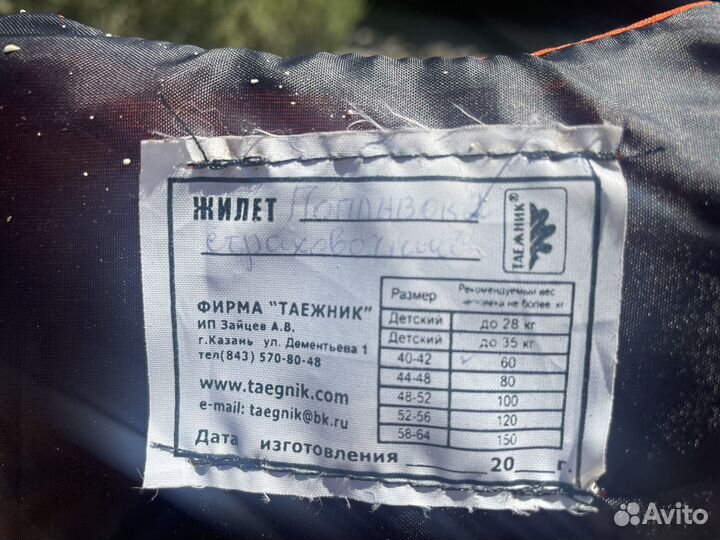 ЖИЛЕТ Поплавок
страховочный
ТАЕЖНИК®
ФИРМА "ТАЕЖНИК"
ИП Зайцев А.В.
г.Казань ул. Дементьева 1
тел(843) 570-80-48
www.taegnik.com
e-mail: taegnik@bk.ru
Размер Рекомендуемый вес человека не более кг
Детский до 28 кг
Детский до 35 кг
40-42 60
44-48 80
48-52 100
52-56 120
58-64 150
Дата изготовления 20 г.
Avito